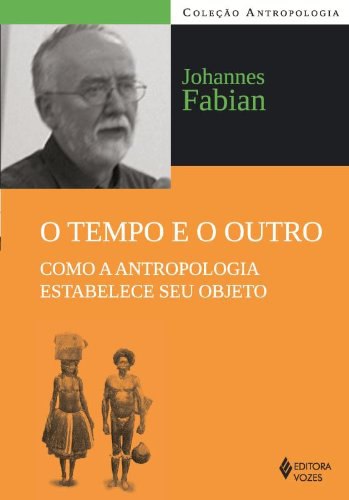 COLEÇÃO ANTROPOLOGIA
Johannes
Fabian
O TEMPO E O OUTRO
COMO A ANTROPOLOGIA
ESTABELECE SEU OBJETO
EDITORA
VOZES